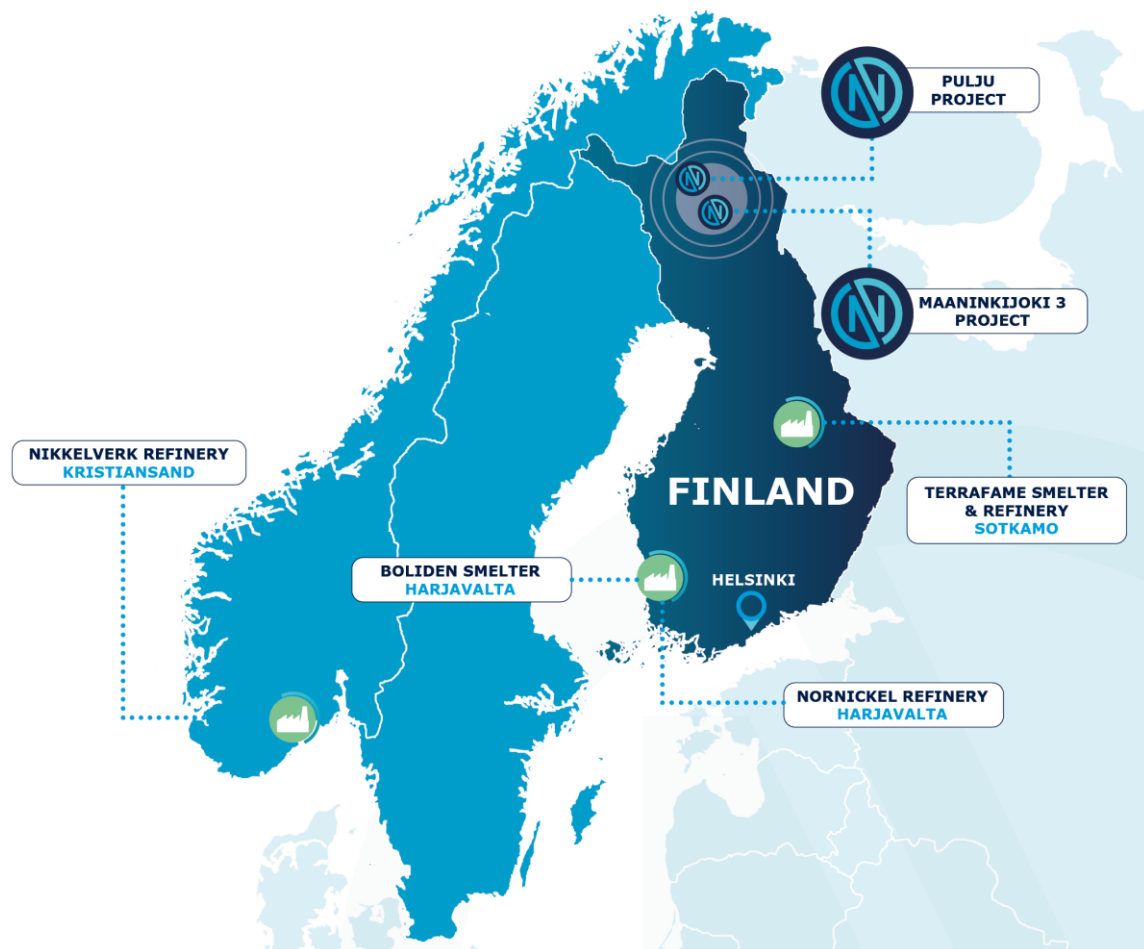 PULJU
PROJECT
MAANINKIJOKI 3
PROJECT
NIKKELVERK REFINERY
KRISTIANSAND
FINLAND
TERRAFAME SMELTER
& REFINERY
SOTKAMO
BOLIDEN SMELTER
HARJAVALTA
HELSINKI
NORNICKEL REFINERY
HARJAVALTA